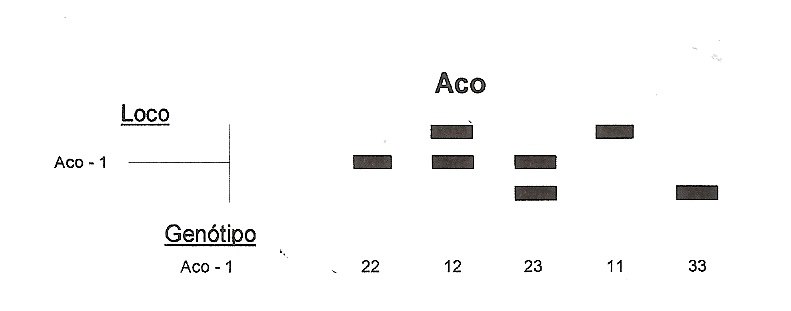 Aco
Loco
Aco - 1
Genótipo
Aco - 1 22 12 23 11 33